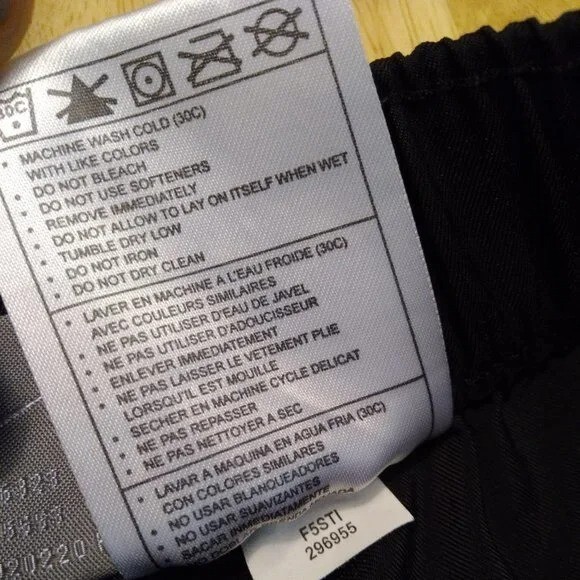 30C
• MACHINE WASH COLD (30C)
WITH LIKE COLORS
• DO NOT BLEACH
• DO NOT USE SOFTENERS
• REMOVE IMMEDIATELY
• DO NOT ALLOW TO LAY ON ITSELF WHEN WET
• TUMBLE DRY LOW
• DO NOT IRON
• DO NOT DRY CLEAN
• LAVER EN MACHINE A L'EAU FROIDE (30C)
AVEC COULEURS SIMILAIRES
• NE PAS UTILISER D'EAU DE JAVEL
• NE PAS UTILISER D'ADOUCISSEUR
• ENLEVER IMMEDIATEMENT
• NE PAS LAISSER LE VETEMENT PLIE
LORSQU'IL EST MOUILLE
• SECHER EN MACHINE CYCLE DELICAT
• NE PAS REPASSER
• NE PAS NETTOYER A SEC
• LAVAR A MAQUINA EN AGUA FRIA (30C)
CON COLORES SIMILARES
• NO USAR BLANQUEADORES
• NO USAR SUAVIZANTES
• SACAR INMEDIATAMENTE
F5STI
296955